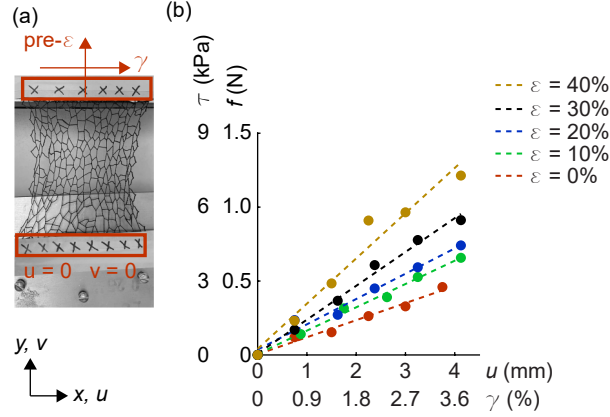 (a)
pre-ε
γ
u = 0 v = 0
y, v
x, u
(b)
τ (kPa)
f (N)
9 1.5
6 1.0
3 0.5
0 0
0 1 2 3 4 u (mm)
0 0.9 1.8 2.7 3.6 γ (%)
ε = 40%
ε = 30%
ε = 20%
ε = 10%
ε = 0%